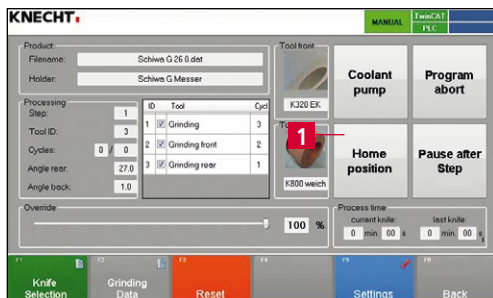 KNECHT
MANUAL
TwinCAT
PLC
Product
Filename:
Schiwa G 26 0.dat
Holder:
Schiwa G Messer
Tool front
K320 EK
Coolant
pump
Program
abort
Processing
Step:
1
Tool ID:
3
Cycles:
0 / 0
Angle rear:
27.0
Angle back:
1.0
ID Tool Cycl
1 Grinding 3
2 Grinding front 2
3 Grinding rear 1
1
K800 weich
Home
position
Pause after
Step
Override
100 %
Process time
current knife:
last knife:
0 min. 00 s
0 min. 00 s
F1
Knife
Selection
F2
Grinding
Data
F3
Reset
F4
F5
Settings
F6
Back